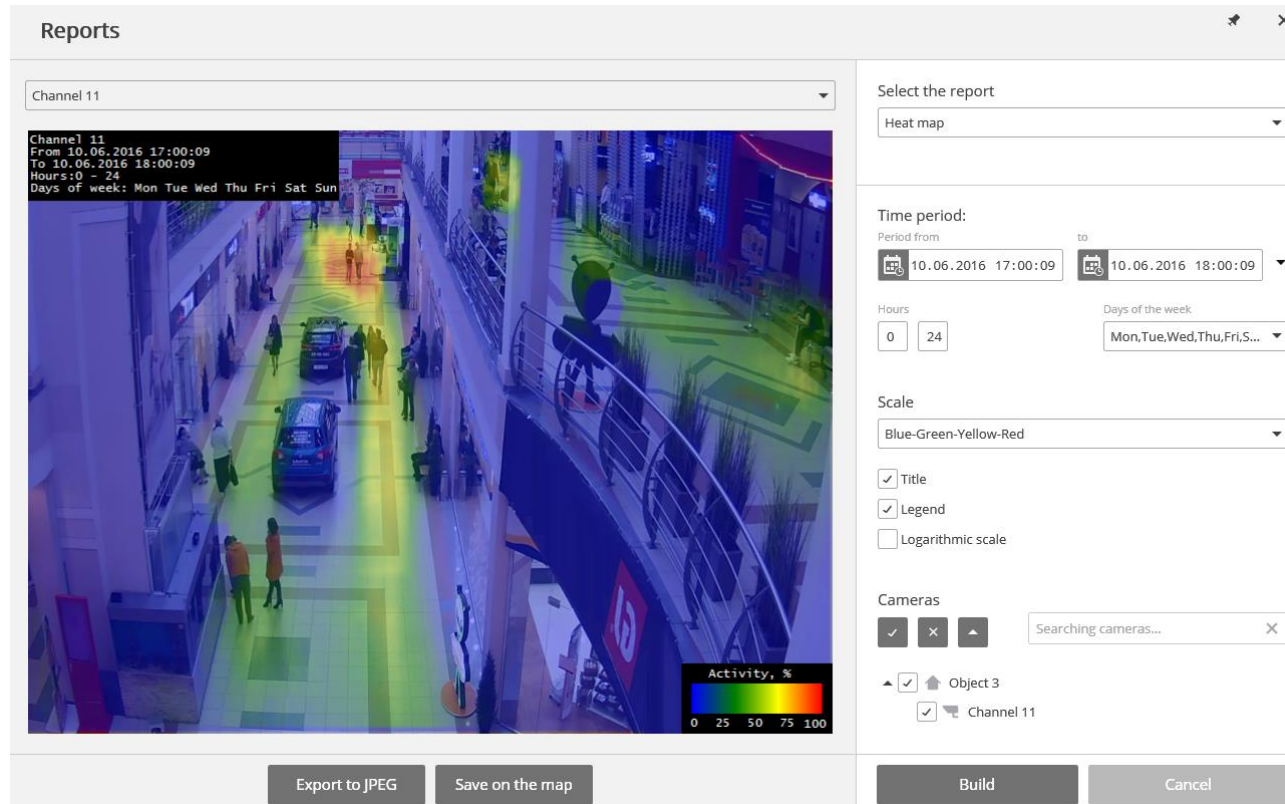 Reports
Channel 11
Channel 11
From 10.06.2016 17:00:09
To 10.06.2016 18:00:09
Hours:0 - 24
Days of week: Mon Tue Wed Thu Fri Sat Sun
Activity, %
0 25 50 75 100
Export to JPEG
Save on the map
Select the report
Heat map
Time period:
Period from to
10.06.2016 17:00:09 10.06.2016 18:00:09
Hours Days of the week
0 24 Mon,Tue,Wed,Thu,Fri,S...
Scale
Blue-Green-Yellow-Red
Title
Legend
Logarithmic scale
Cameras
Searching cameras...
Object 3
Channel 11
Build Cancel